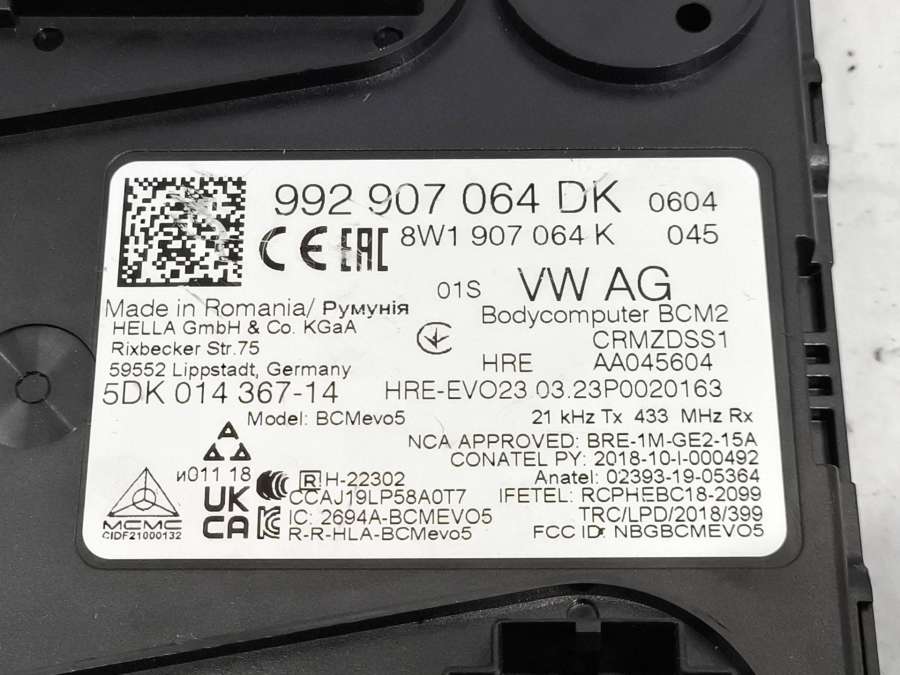 992 907 064 DK 0604
CE EAC 8W1 907 064 K 045
01S VW AG
Made in Romania/ Румунія
Bodycomputer BCM2
HELLA GmbH & Co. KGaA
CRMZDSS1
Rixbecker Str.75
HRE AA045604
59552 Lippstadt, Germany
5DK 014 367-14 HRE-EVO23 03.23P0020163
Model: BCMevo5 21 kHz Tx 433 MHz Rx
NCA APPROVED: BRE-1M-GE2-15A
CONATEL PY: 2018-10-I-000492
и011 18 R H-22302 Anatel: 02393-19-05364
CCAJ19LP58A0T7 IFETEL: RCPHEBC18-2099
UK CA IC: 2694A-BCMEVO5 TRC/LPD/2018/399
MCMC
CIDF21000132 R-R-HLA-BCMevo5 FCC ID: NBGBCMEVO5